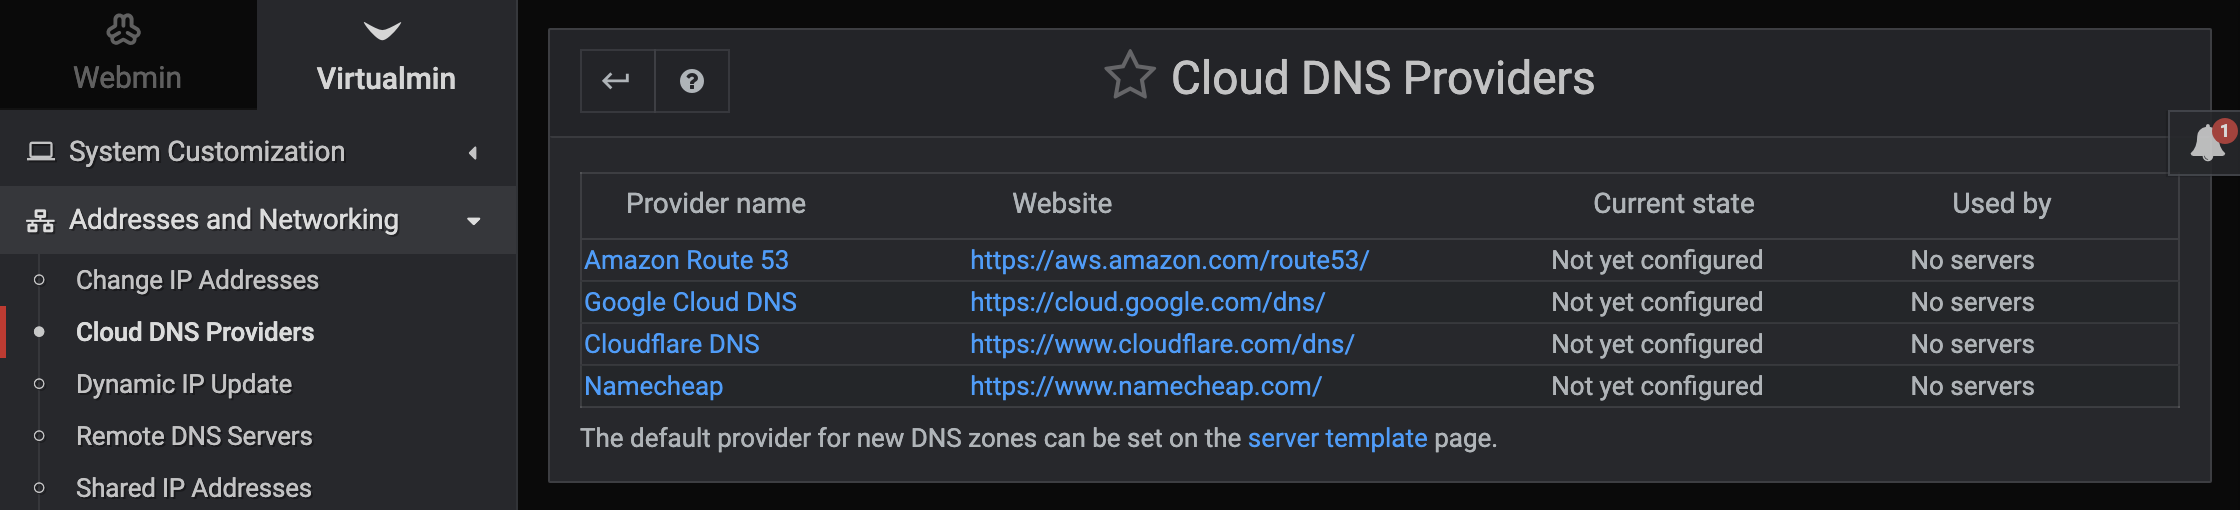 Webmin
Virtualmin
System Customization
Addresses and Networking
Change IP Addresses
Cloud DNS Providers
Dynamic IP Update
Remote DNS Servers
Shared IP Addresses
?
Cloud DNS Providers
1
Provider name Website Current state Used by
Amazon Route 53 https://aws.amazon.com/route53/ Not yet configured No servers
Google Cloud DNS https://cloud.google.com/dns/ Not yet configured No servers
Cloudflare DNS https://www.cloudflare.com/dns/ Not yet configured No servers
Namecheap https://www.namecheap.com/ Not yet configured No servers
The default provider for new DNS zones can be set on the server template page.